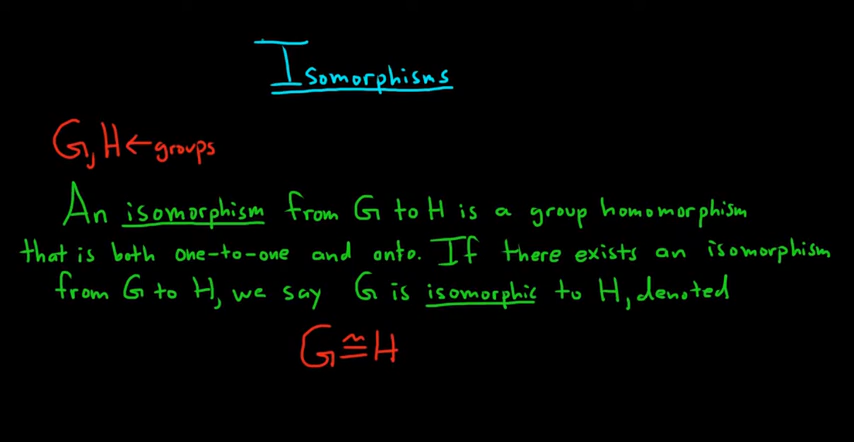 Isomorphisms
G, H ← groups
An isomorphism from G to H is a group homomorphism
that is both one-to-one and onto. If there exists an isomorphism
from G to H, we say G is isomorphic to H, denoted
G ≅ H